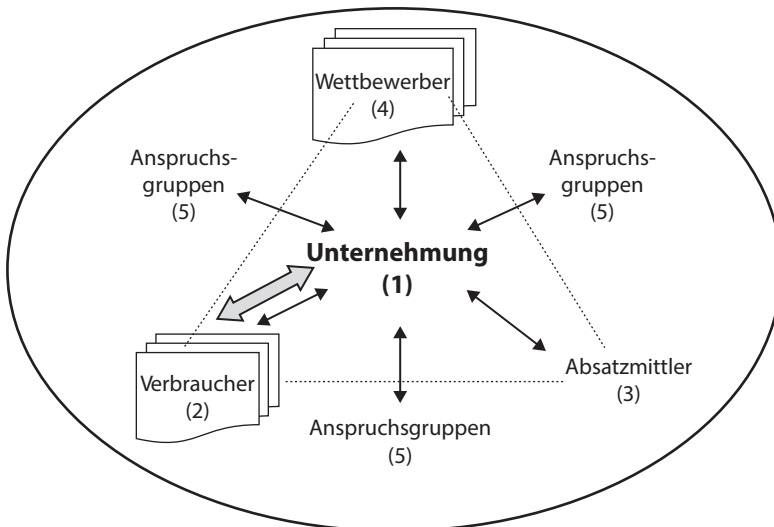 Wettbewerber
(4)
Anspruchs-
gruppen
(5)
Anspruchs-
gruppen
(5)
Unternehmung
(1)
Verbraucher
(2)
Absatzmittler
(3)
Anspruchsgruppen
(5)